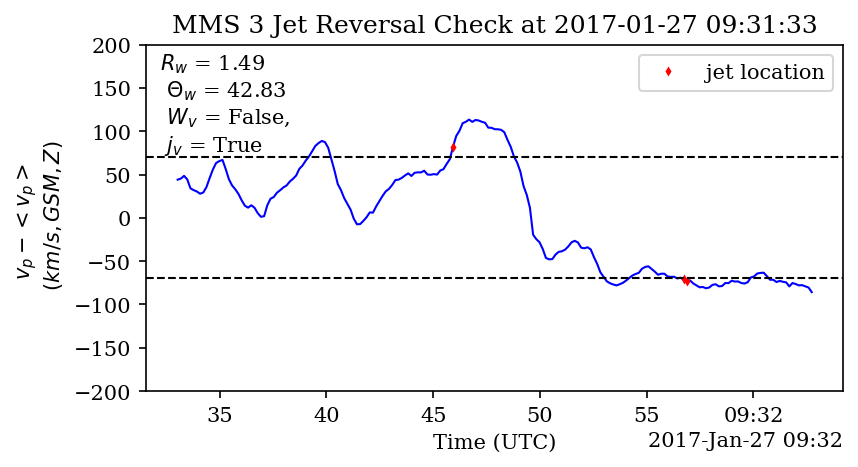 MMS 3 Jet Reversal Check at 2017-01-27 09:31:33
200
150
100
50
0
−50
−100
−150
−200
v_p − < v_p >
(km/s, GSM, Z)
R_w = 1.49
Θ_w = 42.83
W_v = False,
j_v = True
jet location
35 40 45 50 55 09:32
Time (UTC)
2017-Jan-27 09:32